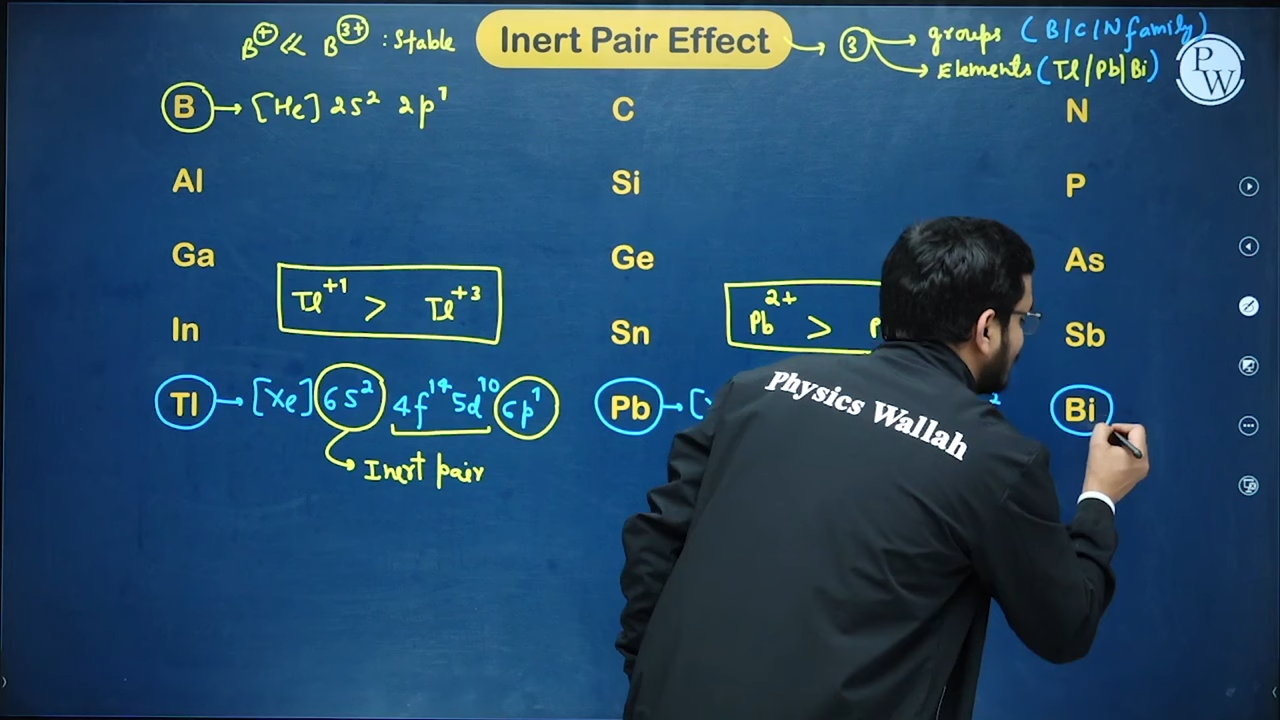 B⁺ << B³⁺ : Stable
Inert Pair Effect
3
groups (B/C/N family)
Elements (Tl/Pb/Bi)
PW
B → [He] 2s² 2p¹
C
N
Al
Si
P
Ga
Ge
As
Tl⁺¹ > Tl⁺³
Pb²⁺ > P
In
Sn
Sb
Tl → [Xe] 6s² 4f¹⁴ 5d¹⁰ 6p¹
Pb → [
2
Bi
Inert pair
Physics Wallah